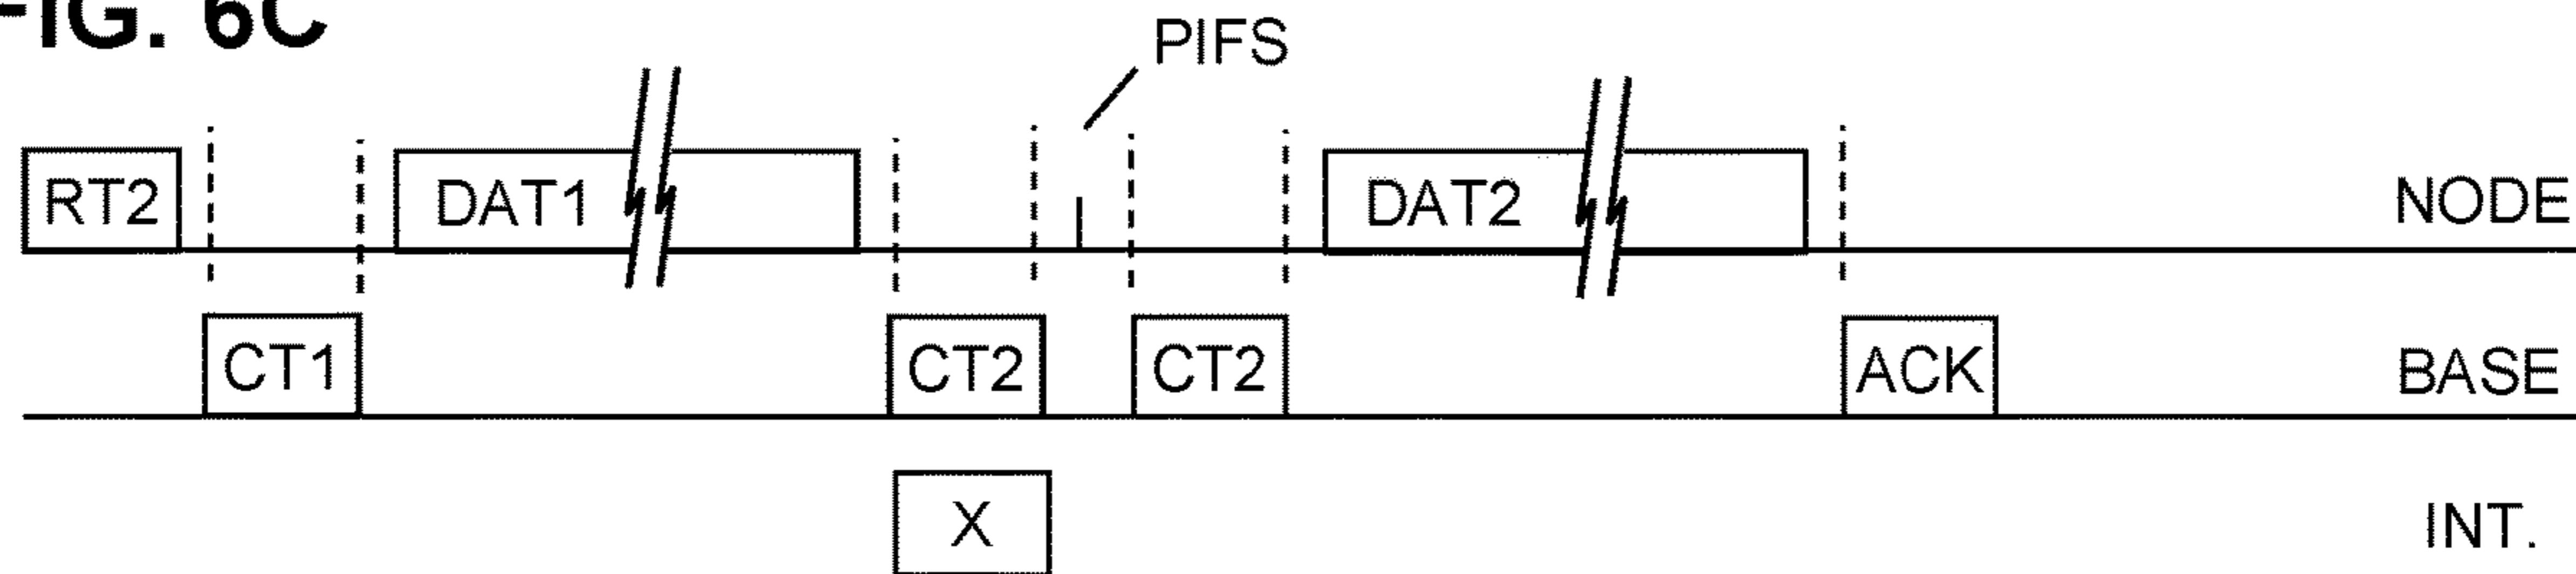 FIG. 6C
PIFS
RT2 DAT1 DAT2 NODE
CT1 CT2 CT2 ACK BASE
X INT.